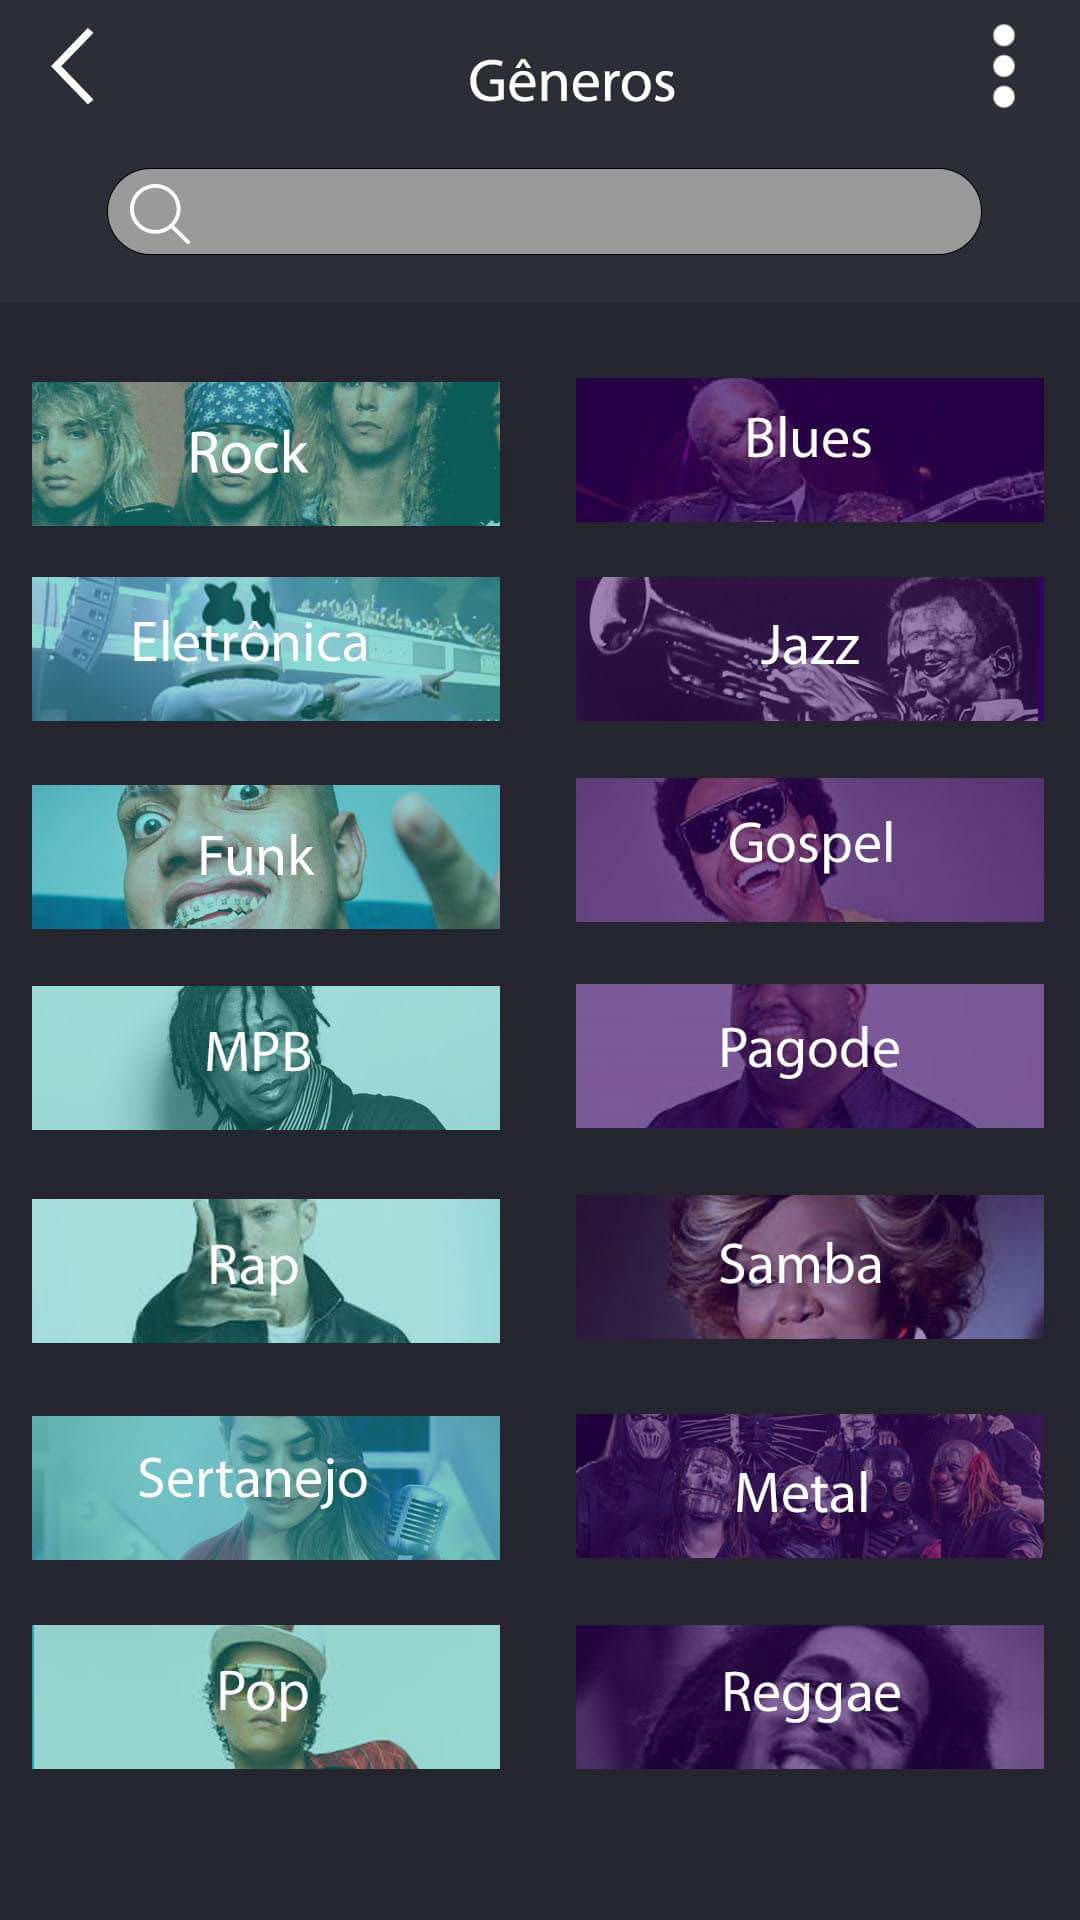 Gêneros
Rock
Blues
Eletrônica
Jazz
Funk
Gospel
MPB
Pagode
Rap
Samba
Sertanejo
Metal
Pop
Reggae